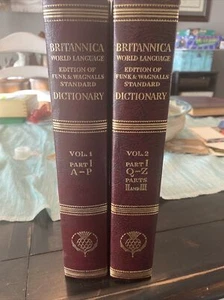 BRITANNICA
WORLD LANGUAGE
EDITION OF
FUNK & WAGNALLS
STANDARD
DICTIONARY
VOL. 1
PART I
A-P
BRITANNICA
WORLD LANGUAGE
EDITION OF
FUNK & WAGNALLS
STANDARD
DICTIONARY
VOL. 2
PART I
Q-Z
PARTS
II AND III